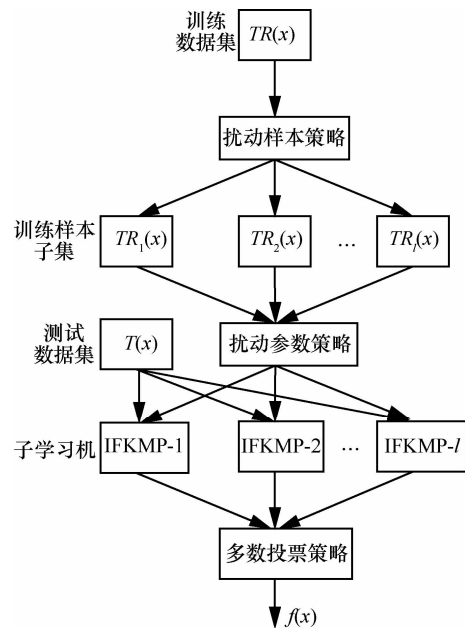 训练
数据集
TR(x)
扰动样本策略
训练样本
子集
TR₁(x)
TR₂(x)
…
TRₗ(x)
扰动参数策略
测试
数据集
T(x)
子学习机
IFKMP-1
IFKMP-2
…
IFKMP-l
多数投票策略
f(x)